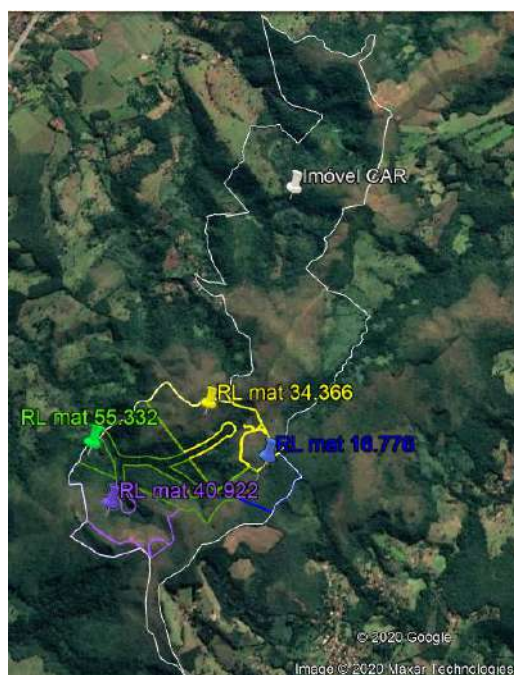 Imóvel CAR
RL mat 34.366
RL mat 55.332
RL mat 16.776
RL mat 40.922
© 2020 Google
Image © 2020 Maxar Technologies